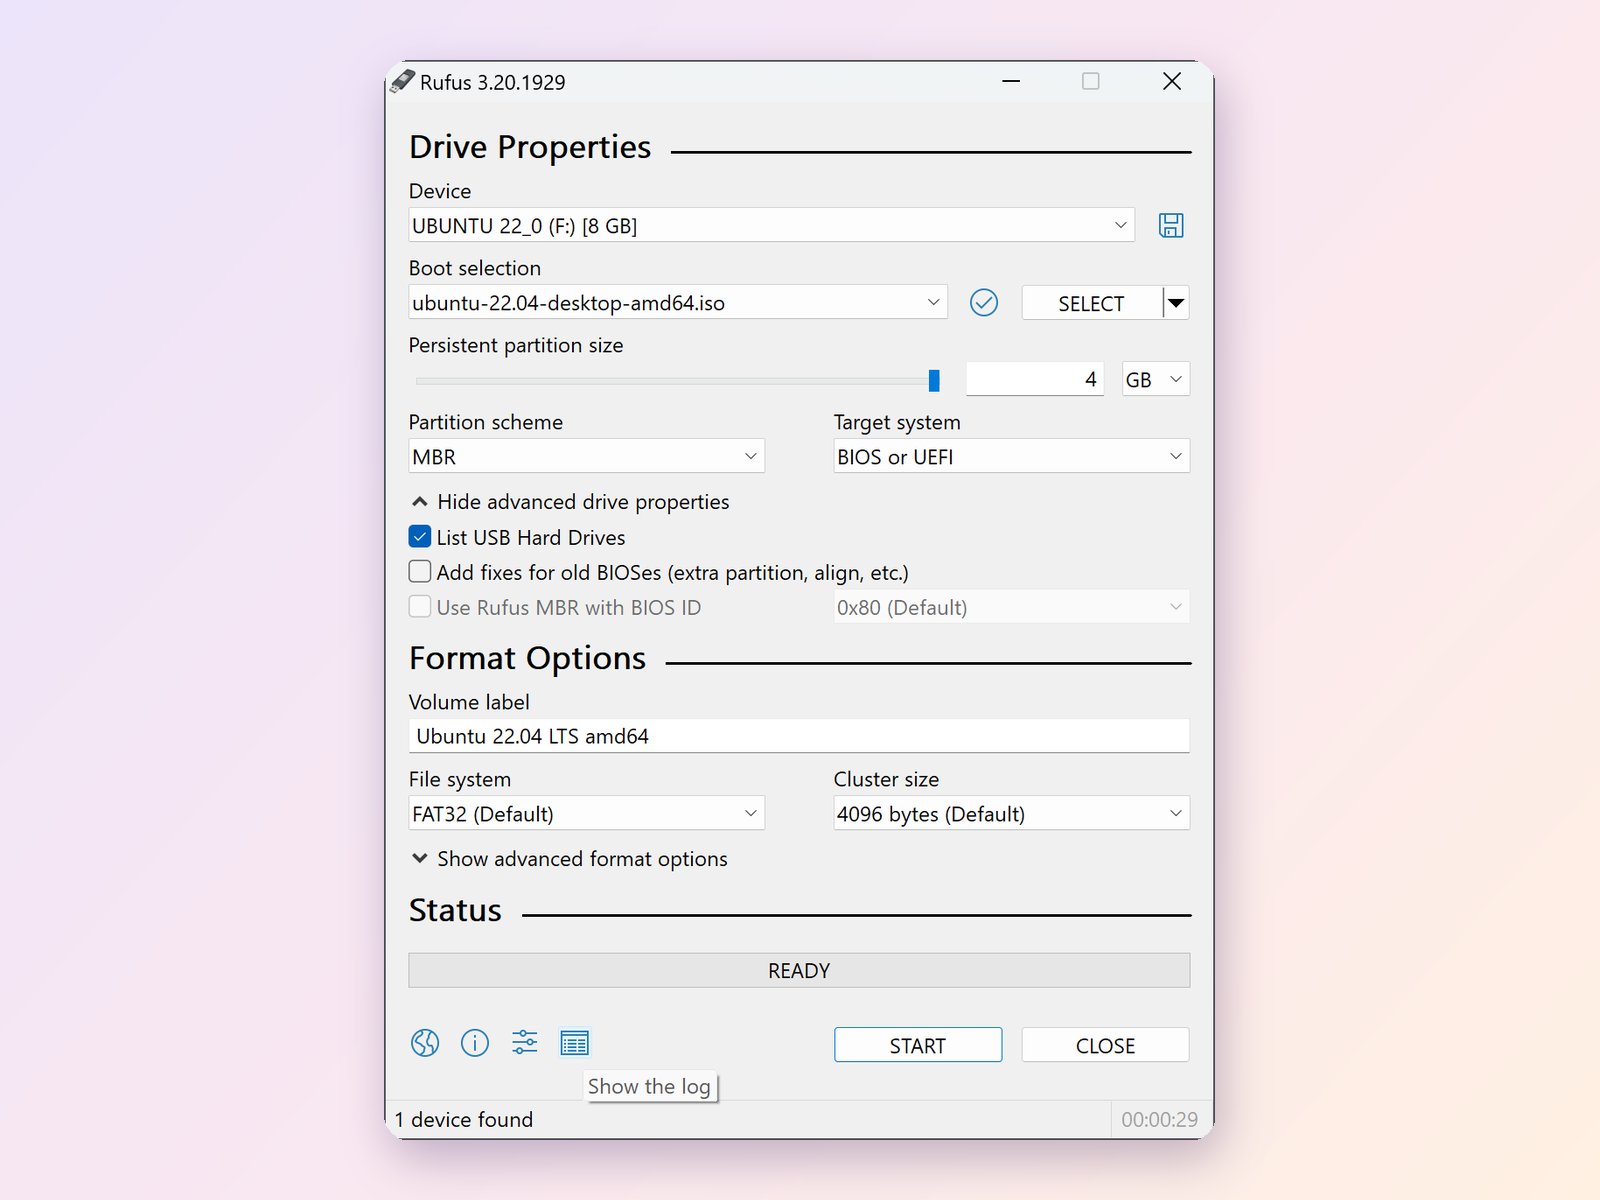 Rufus 3.20.1929
Drive Properties
Device
UBUNTU 22_0 (F:) [8 GB]
Boot selection
ubuntu-22.04-desktop-amd64.iso
SELECT
Persistent partition size
4 GB
Partition scheme Target system
MBR BIOS or UEFI
Hide advanced drive properties
List USB Hard Drives
Add fixes for old BIOSes (extra partition, align, etc.)
Use Rufus MBR with BIOS ID 0x80 (Default)
Format Options
Volume label
Ubuntu 22.04 LTS amd64
File system Cluster size
FAT32 (Default) 4096 bytes (Default)
Show advanced format options
Status
READY
START CLOSE
Show the log
1 device found 00:00:29